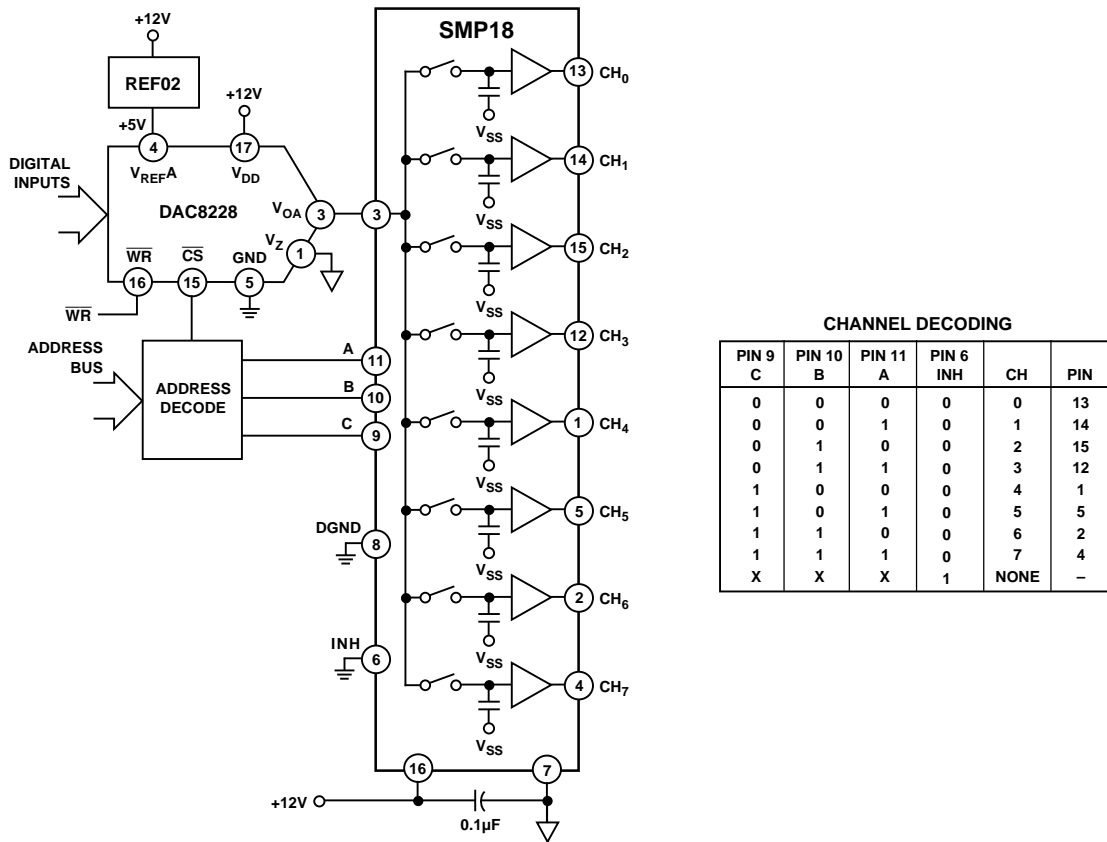 SMP18
+12V
REF02
+5V
+12V
4
17
VREFA
VDD
DIGITAL
INPUTS
DAC8228
VOA
3
3
VZ
1
WR
CS
GND
16
15
5
WR
ADDRESS
BUS
ADDRESS
DECODE
A
11
B
10
C
9
DGND
8
INH
6
13 CH0
VSS
14 CH1
VSS
15 CH2
VSS
12 CH3
VSS
1 CH4
VSS
5 CH5
VSS
2 CH6
VSS
4 CH7
VSS
16
7
+12V
0.1µF
CHANNEL DECODING
PIN 9 PIN 10 PIN 11 PIN 6
C B A INH CH PIN
0 0 0 0 0 13
0 0 1 0 1 14
0 1 0 0 2 15
0 1 1 0 3 12
1 0 0 0 4 1
1 0 1 0 5 5
1 1 0 0 6 2
1 1 1 0 7 4
X X X 1 NONE –